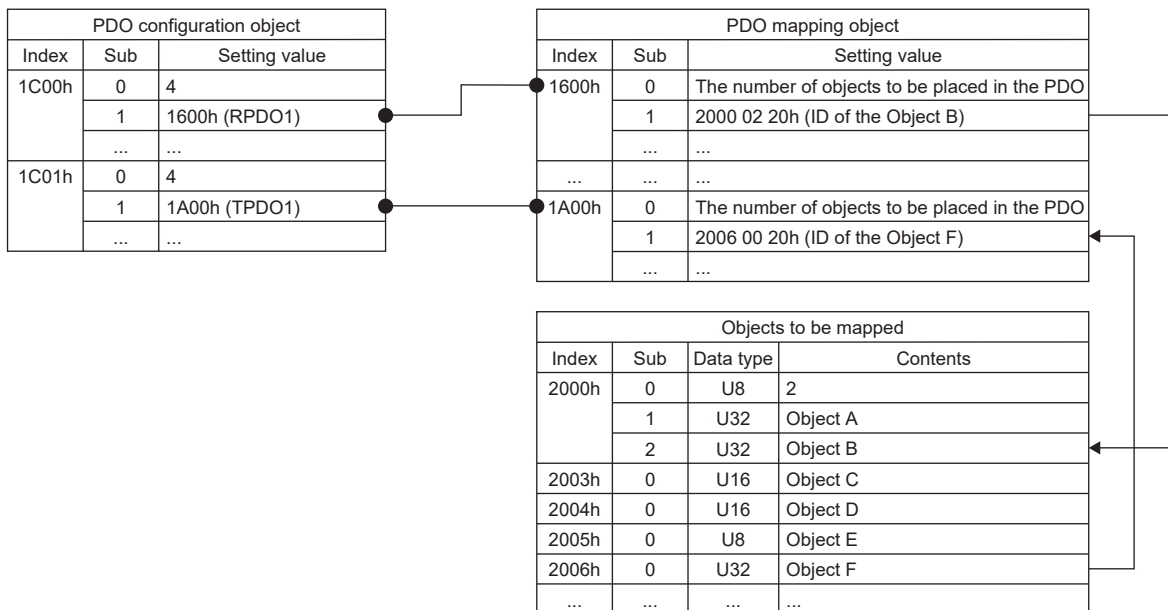 PDO configuration object
Index Sub Setting value
1C00h 0 4
1 1600h (RPDO1)
... ...
1C01h 0 4
1 1A00h (TPDO1)
... ...
PDO mapping object
Index Sub Setting value
1600h 0 The number of objects to be placed in the PDO
1 2000 02 20h (ID of the Object B)
... ...
... ... ...
1A00h 0 The number of objects to be placed in the PDO
1 2006 00 20h (ID of the Object F)
... ...
Objects to be mapped
Index Sub Data type Contents
2000h 0 U8 2
1 U32 Object A
2 U32 Object B
2003h 0 U16 Object C
2004h 0 U16 Object D
2005h 0 U8 Object E
2006h 0 U32 Object F
... ... ... ...